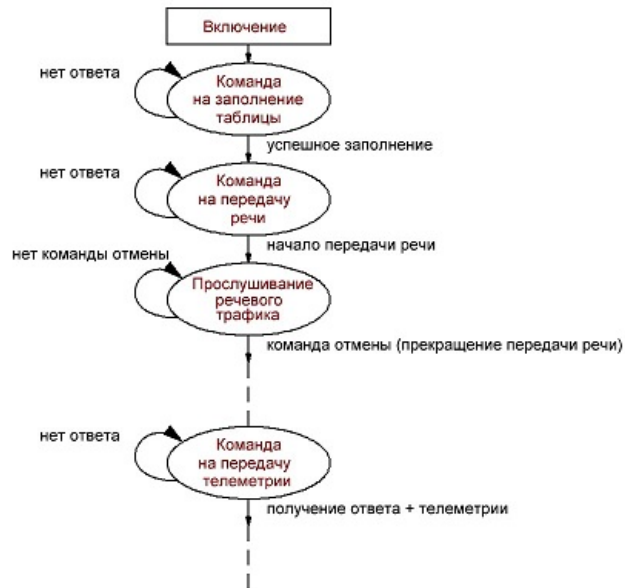 Включение
нет ответа
Команда
на заполнение
таблицы
успешное заполнение
нет ответа
Команда
на передачу
речи
начало передачи речи
нет команды отмены
Прослушивание
речевого
трафика
команда отмены (прекращение передачи речи)
нет ответа
Команда
на передачу
телеметрии
получение ответа + телеметрии